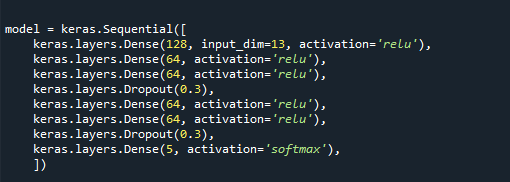 model = keras.Sequential([
    keras.layers.Dense(128, input_dim=13, activation='relu'),
    keras.layers.Dense(64, activation='relu'),
    keras.layers.Dense(64, activation='relu'),
    keras.layers.Dropout(0.3),
    keras.layers.Dense(64, activation='relu'),
    keras.layers.Dense(64, activation='relu'),
    keras.layers.Dropout(0.3),
    keras.layers.Dense(5, activation='softmax'),
    ])